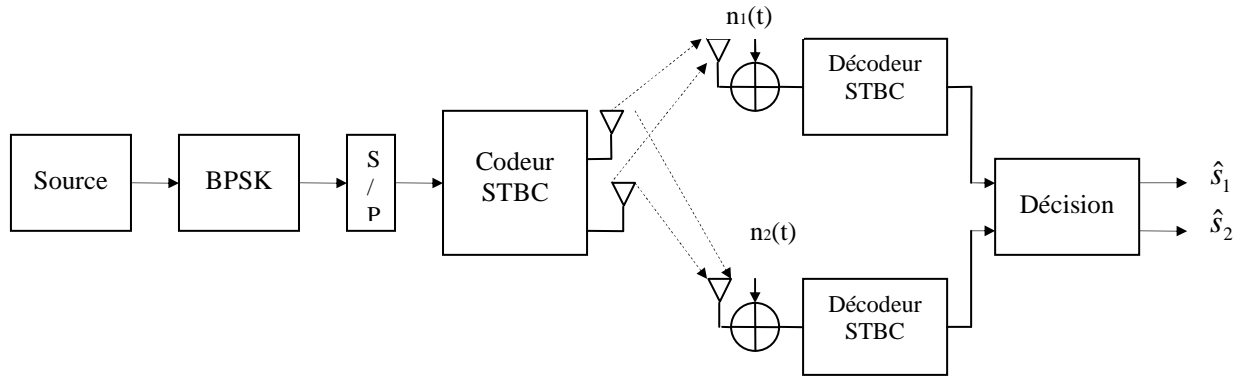 Source
BPSK
S
/
P
Codeur
STBC
n₁(t)
Décodeur
STBC
n₂(t)
Décodeur
STBC
Décision
ŝ₁
ŝ₂